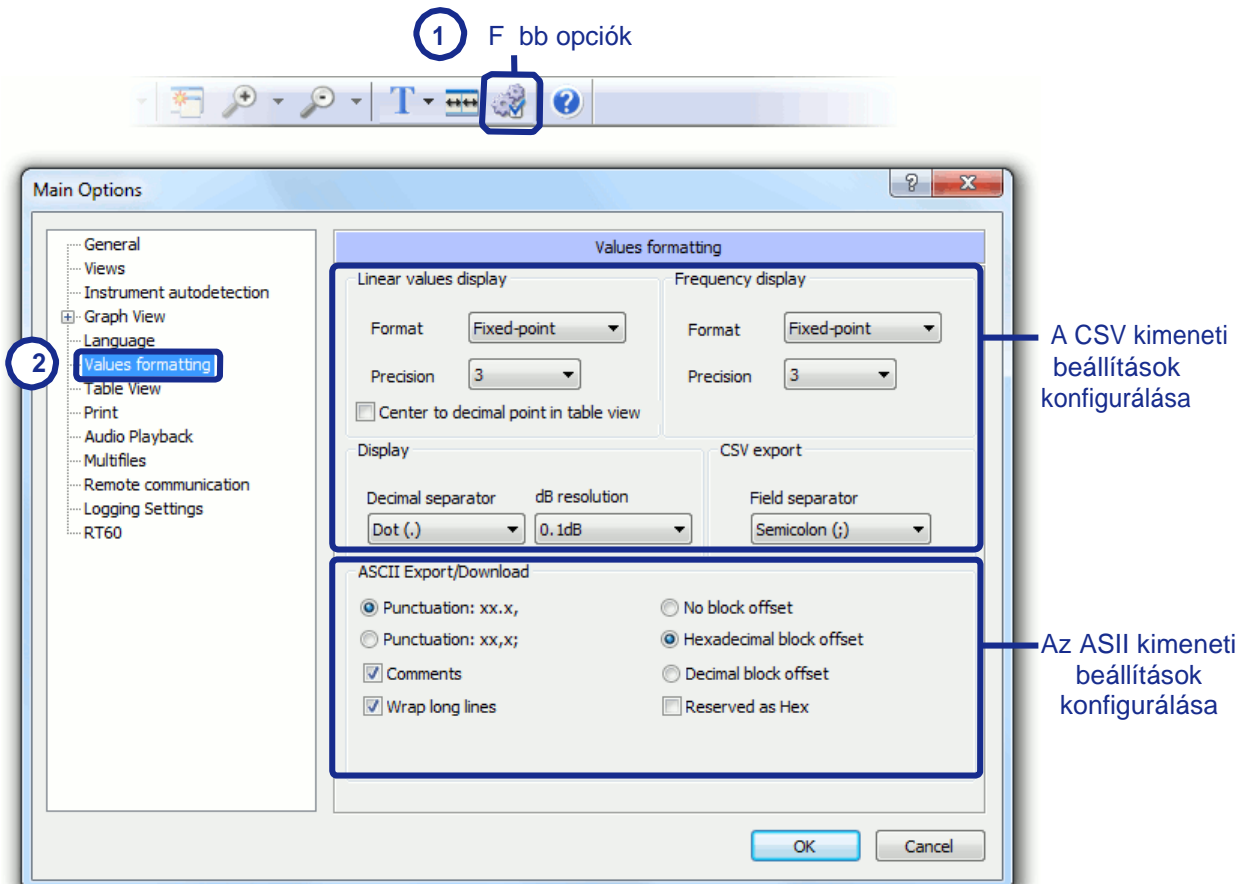 1 F bb opciók
T
?
Main Options
?
General
Views
Instrument autodetection
Graph View
Language
2 Values formatting
Table View
Print
Audio Playback
Multifiles
Remote communication
Logging Settings
RT60
Values formatting
Linear values display
Format Fixed-point
Precision 3
Center to decimal point in table view
Frequency display
Format Fixed-point
Precision 3
Display
Decimal separator dB resolution
Dot (.) 0.1dB
CSV export
Field separator
Semicolon (;)
A CSV kimeneti
beállítások
konfigurálása
ASCII Export/Download
Punctuation: xx.x,
Punctuation: xx,x;
Comments
Wrap long lines
No block offset
Hexadecimal block offset
Decimal block offset
Reserved as Hex
Az ASII kimeneti
beállítások
konfigurálása
OK Cancel